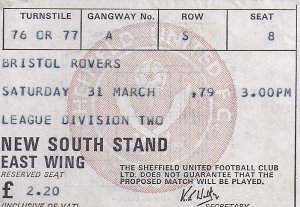 TURNSTILE GANGWAY No. ROW SEAT
76 OR 77 A S 8
BRISTOL ROVERS
SATURDAY 31 MARCH ,79 3.00PM
LEAGUE DIVISION TWO
NEW SOUTH STAND
EAST WING
RESERVED SEAT
THE SHEFFIELD UNITED FOOTBALL CLUB
LTD. DOES NOT GUARANTEE THAT THE
PROPOSED MATCH WILL BE PLAYED.
£ 2.20
(INCLUSIVE OF VAT)
SECRETARY